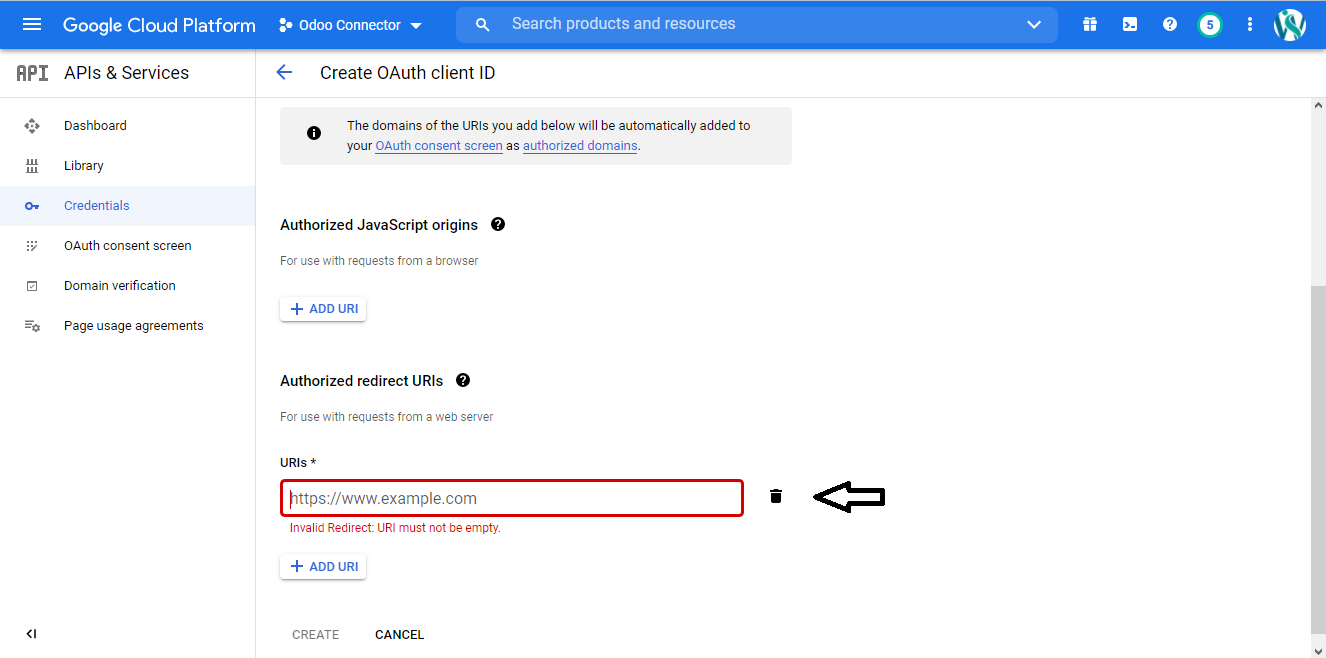 Google Cloud Platform
Odoo Connector
Search products and resources
5
API APIs & Services
Create OAuth client ID
Dashboard
Library
Credentials
OAuth consent screen
Domain verification
Page usage agreements
The domains of the URIs you add below will be automatically added to
your OAuth consent screen as authorized domains.
Authorized JavaScript origins
For use with requests from a browser
ADD URI
Authorized redirect URIs
For use with requests from a web server
URIs *
https://www.example.com
Invalid Redirect: URI must not be empty.
ADD URI
CREATE CANCEL